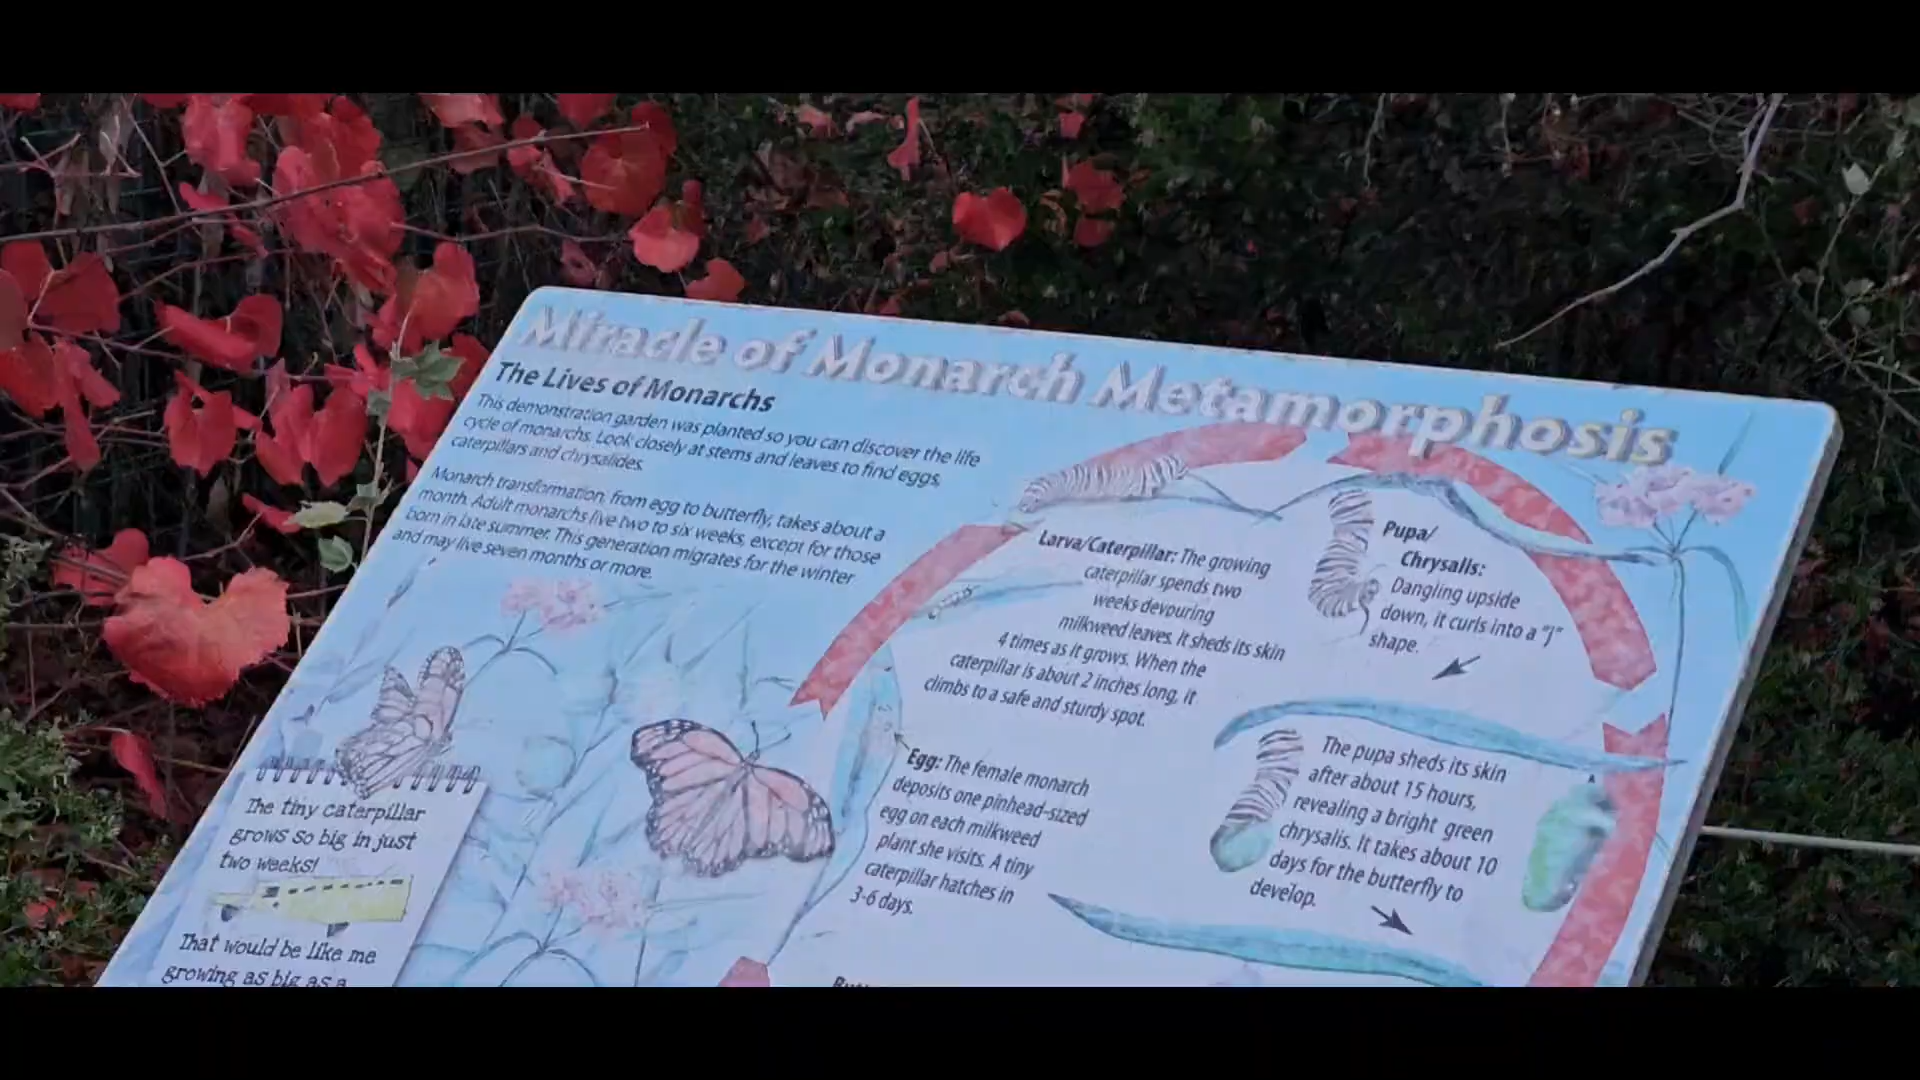 Miracle of Monarch Metamorphosis
The Lives of Monarchs
This demonstration garden was planted so you can discover the life
cycle of monarchs. Look closely at stems and leaves to find eggs,
caterpillars and chrysalides.
Monarch transformation, from egg to butterfly, takes about a
month. Adult monarchs live two to six weeks, except for those
born in late summer. This generation migrates for the winter
and may live seven months or more.
Larva/Caterpillar: The growing
caterpillar spends two
weeks devouring
milkweed leaves. It sheds its skin
4 times as it grows. When the
caterpillar is about 2 inches long, it
climbs to a safe and sturdy spot.
Pupa/
Chrysalis:
Dangling upside
down, it curls into a "J"
shape.
The pupa sheds its skin
after about 15 hours,
revealing a bright green
chrysalis. It takes about 10
days for the butterfly to
develop.
Egg: The female monarch
deposits one pinhead-sized
egg on each milkweed
plant she visits. A tiny
caterpillar hatches in
3-6 days.
The tiny caterpillar
grows so big in just
two weeks!
That would be like me
growing as big as a